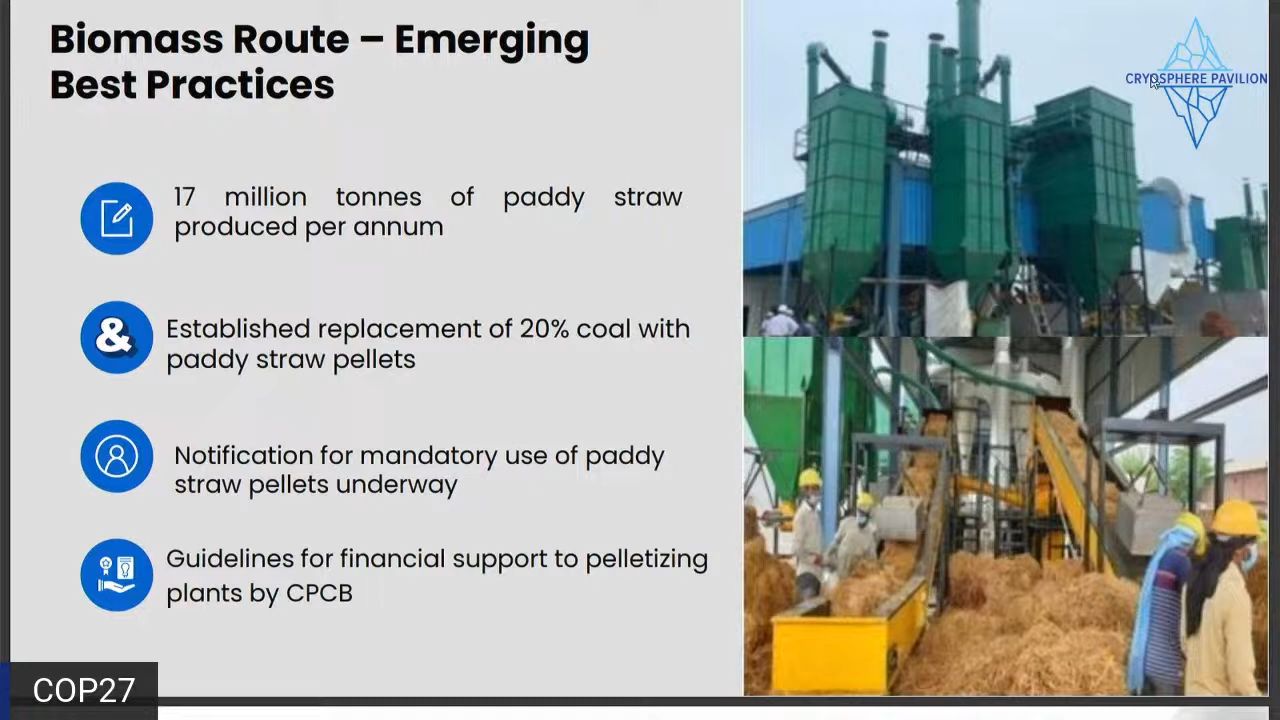 Biomass Route – Emerging
Best Practices
CRYOSPHERE PAVILION
17 million tonnes of paddy straw
produced per annum
&
Established replacement of 20% coal with
paddy straw pellets
Notification for mandatory use of paddy
straw pellets underway
Guidelines for financial support to pelletizing
plants by CPCB
COP27